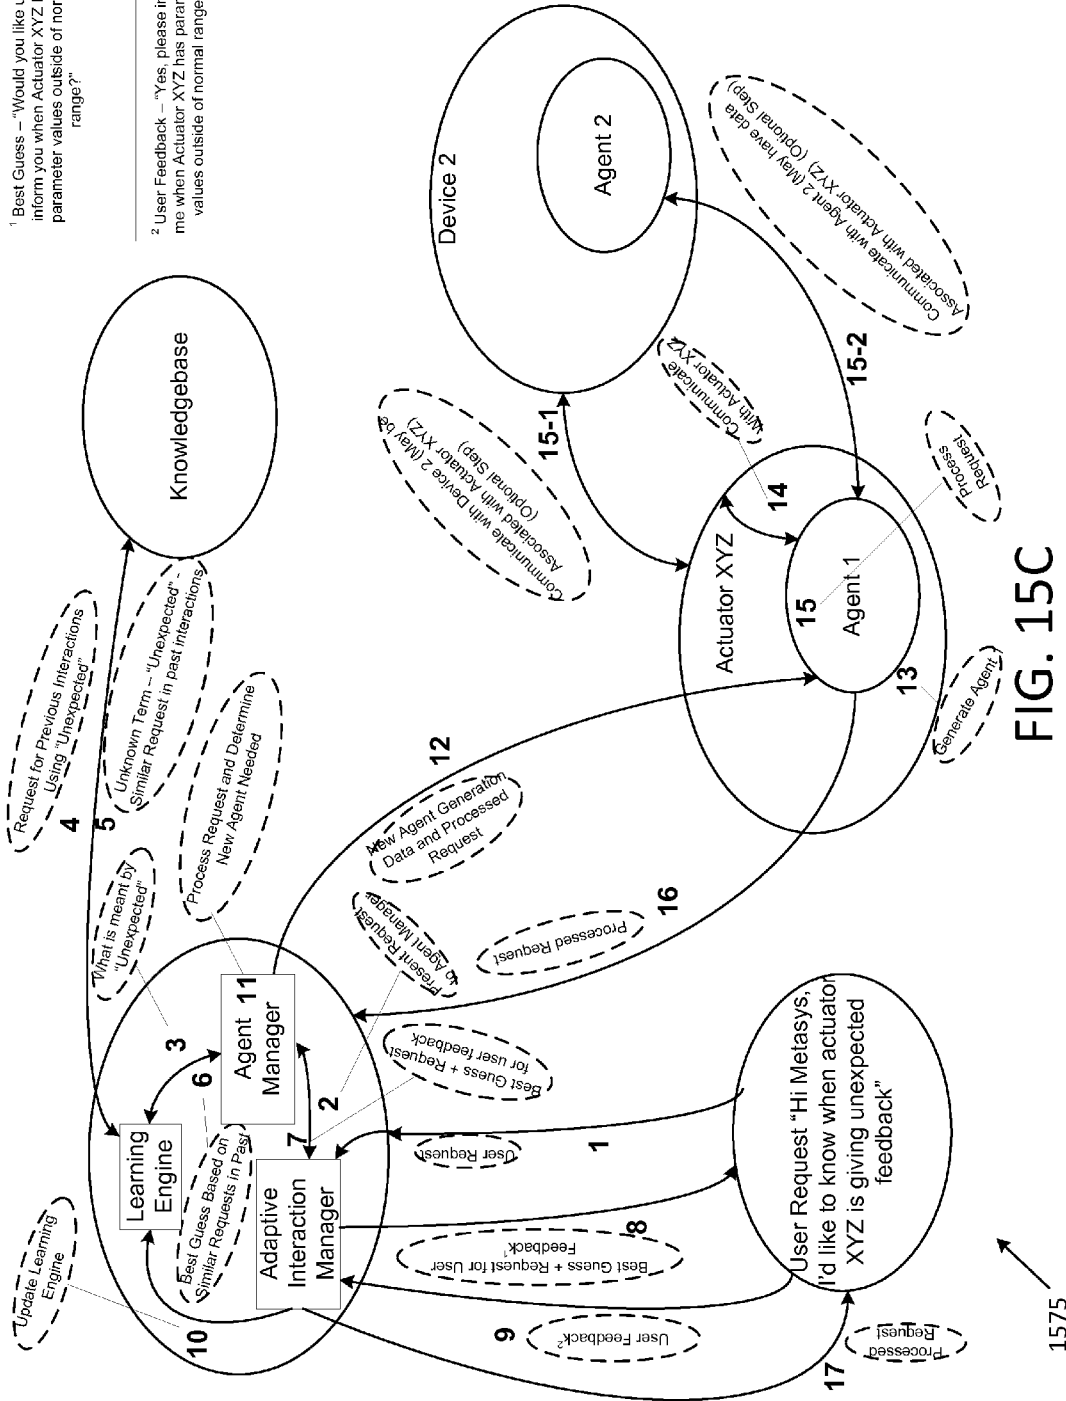 ¹ Best Guess – "Would you like u
inform you when Actuator XYZ
parameter values outside of nor
range?"
² User Feedback – "Yes, please in
me when Actuator XYZ has param
values outside of normal range
Knowledgebase
Device 2
Agent 2
Request for Previous Interactions
Using "Unexpected"
4
5
Unknown Term – "Unexpected" -
Similar Request in past interactions
What is meant by
"Unexpected"
Process Request and Determine
New Agent Needed
3
Learning
Engine
6
Agent
Manager
11
Best Guess Based on
Similar Requests in Past
Adaptive
Interaction
Manager
7
2
Update Learning
Engine
10
12
New Agent Generation
Data and Processed
Request
Present Request
to Agent Manager
Processed Request
16
Best Guess + Request
for user feedback
User Request
1
Best Guess + Request for User
Feedback¹
8
9
User Feedback²
17
Processed
Request
User Request "Hi Metasys,
I'd like to know when actuator
XYZ is giving unexpected
feedback"
Communicate with Device 2 (May be
Associated with Actuator XYZ)
(Optional Step)
15-1
Communicate
With Actuator XYZ
14
15-2
Communicate with Agent 2 (May have data
Associated with Actuator XYZ) (Optional Step)
Actuator XYZ
15
Agent 1
Process
Request
13
Generate Agent
FIG. 15C
1575